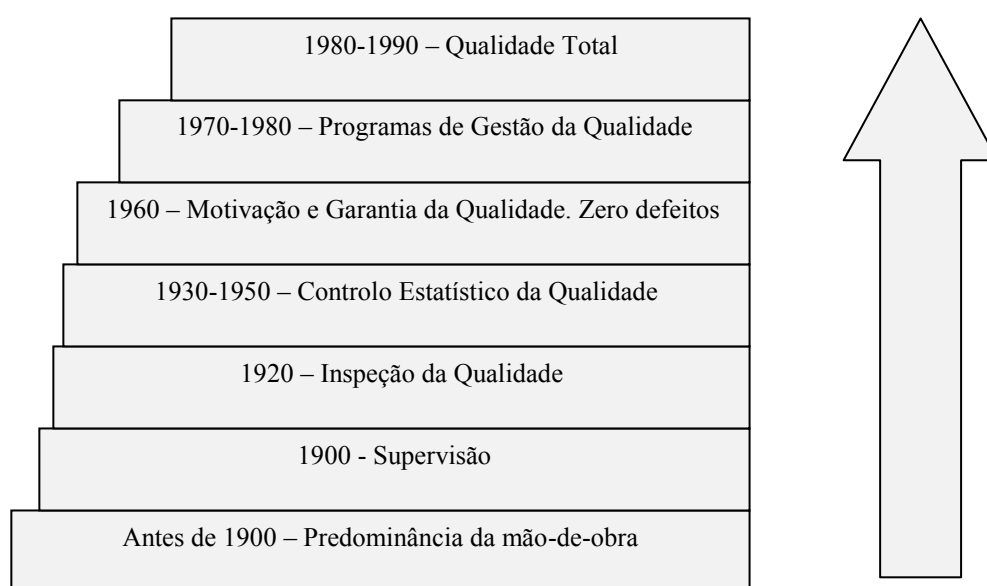 1980-1990 – Qualidade Total
1970-1980 – Programas de Gestão da Qualidade
1960 – Motivação e Garantia da Qualidade. Zero defeitos
1930-1950 – Controlo Estatístico da Qualidade
1920 – Inspeção da Qualidade
1900 - Supervisão
Antes de 1900 – Predominância da mão-de-obra